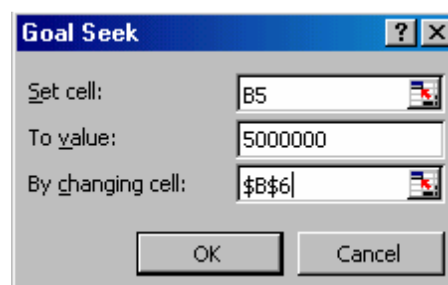 Goal Seek ? X
Set cell: B5
To value: 5000000
By changing cell: $B$6
OK Cancel